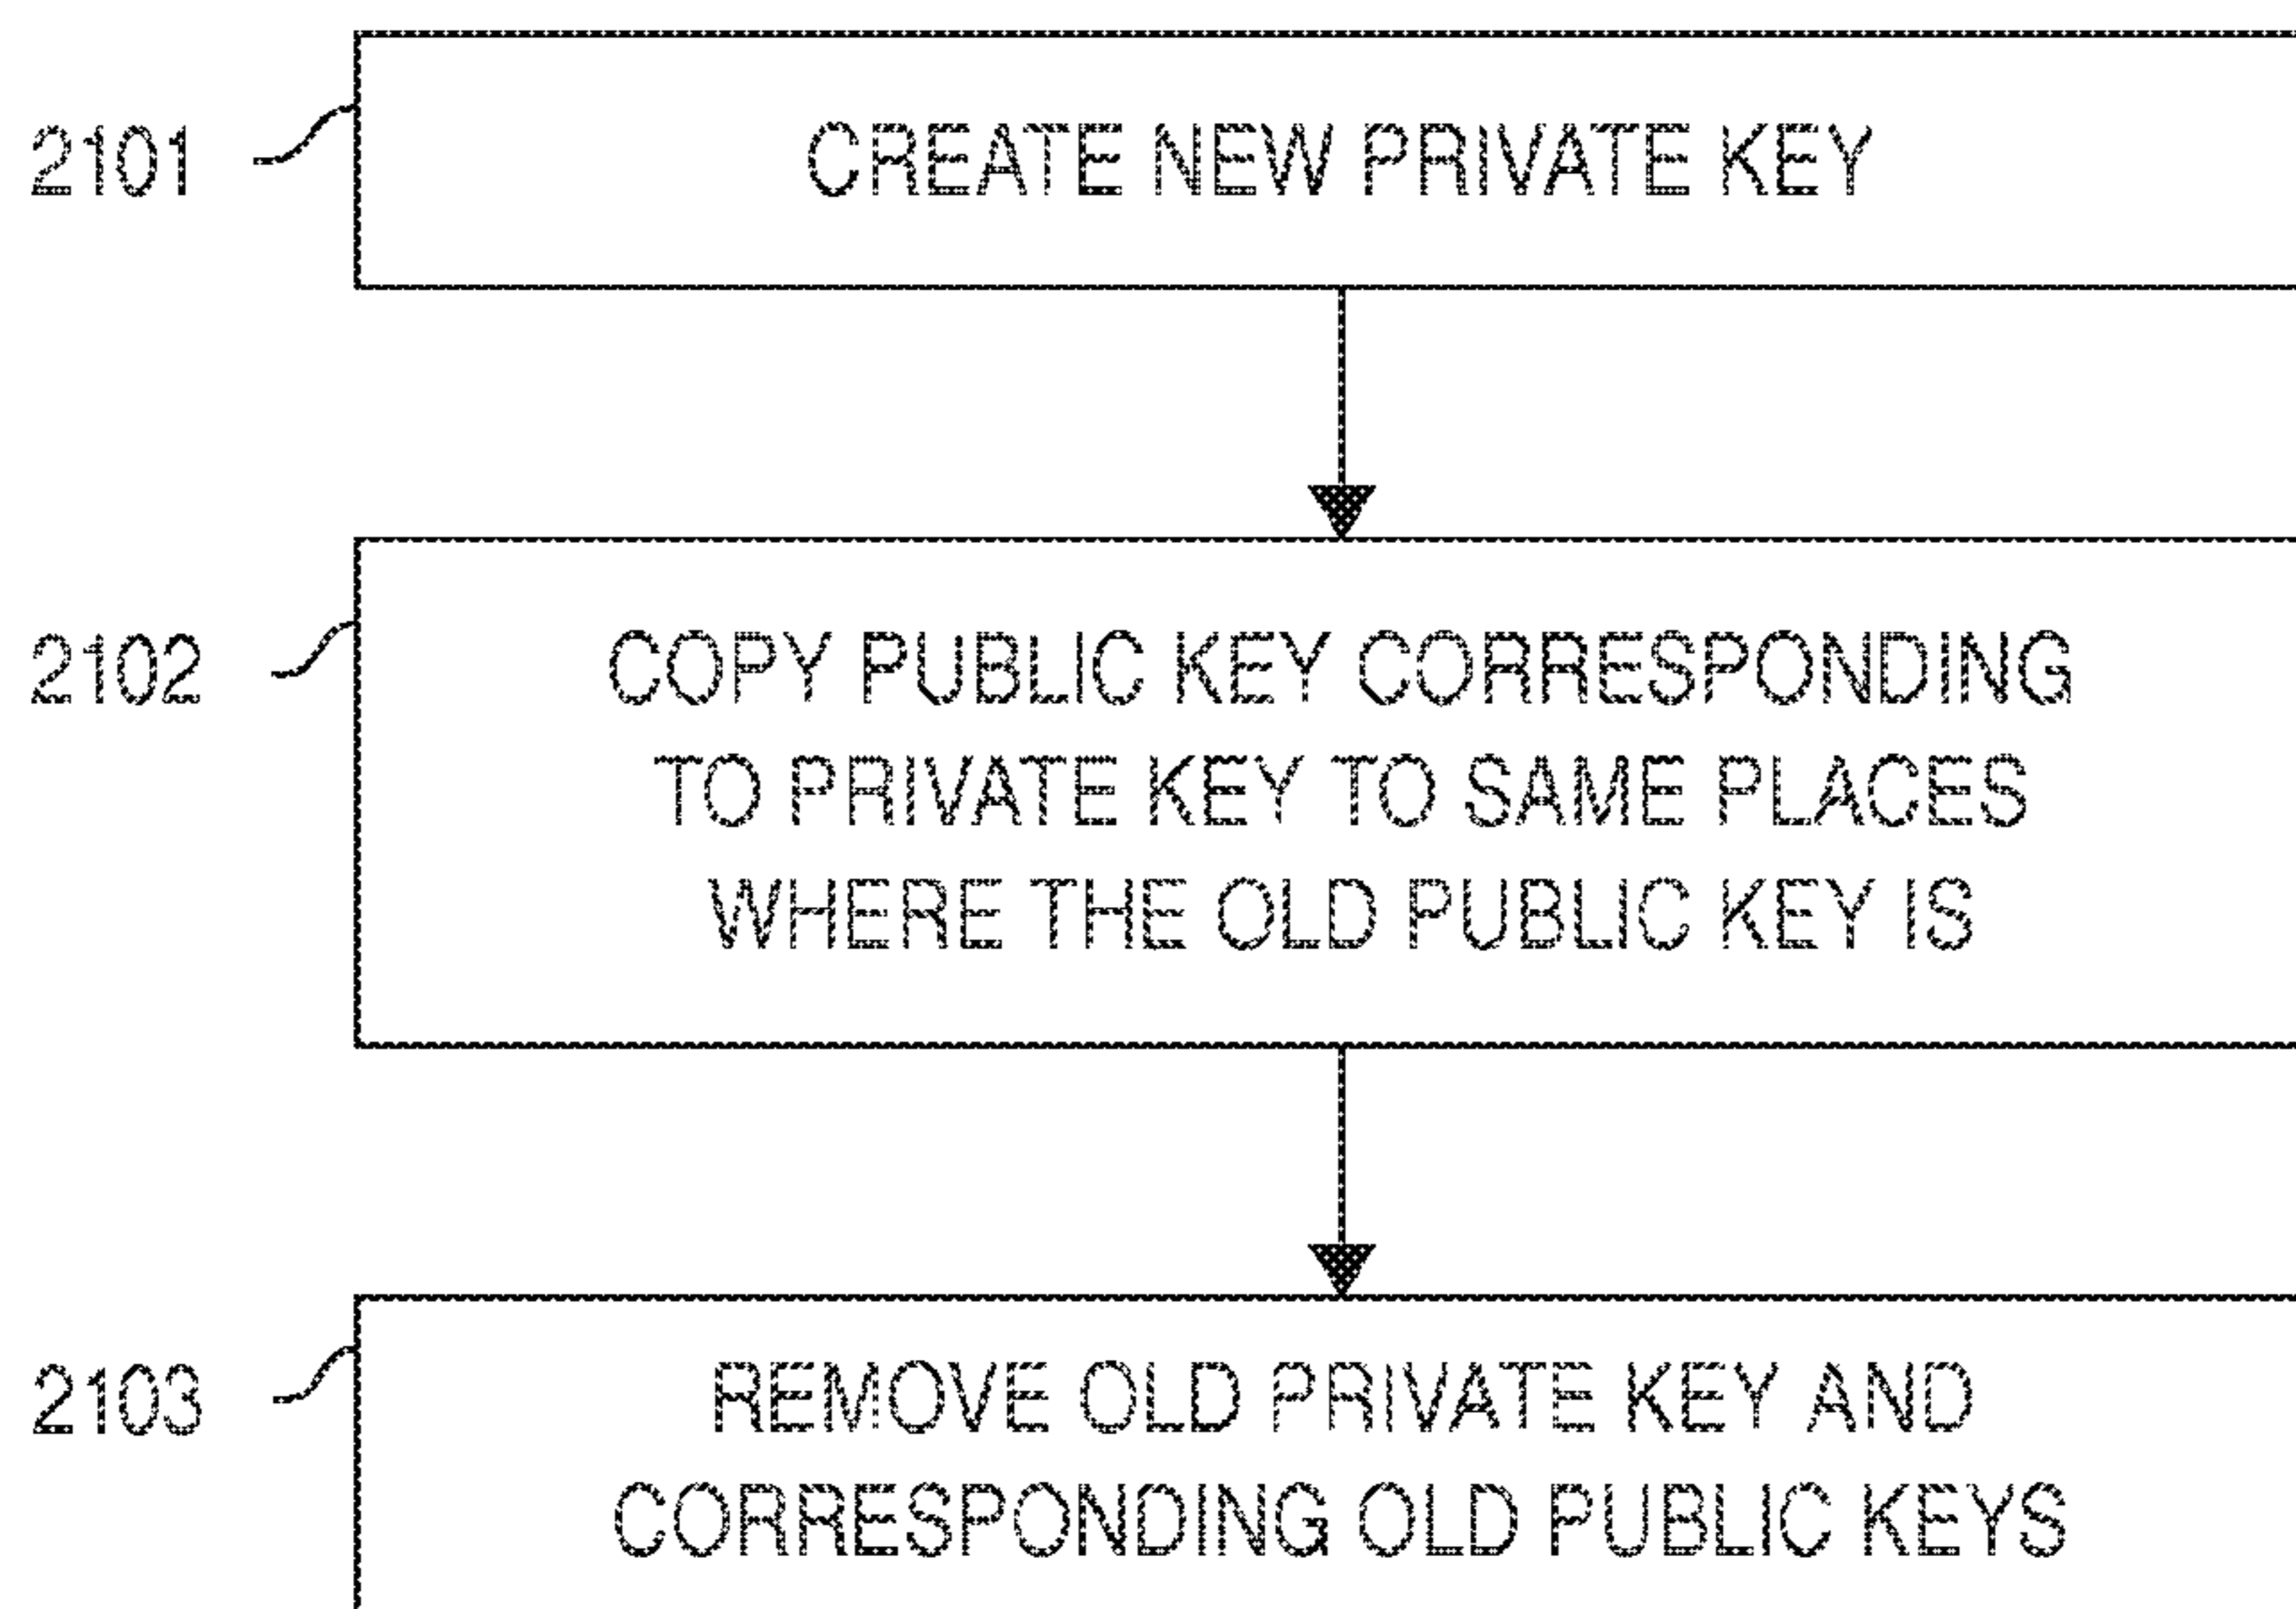 2101
CREATE NEW PRIVATE KEY
2102
COPY PUBLIC KEY CORRESPONDING
TO PRIVATE KEY TO SAME PLACES
WHERE THE OLD PUBLIC KEY IS
2103
REMOVE OLD PRIVATE KEY AND
CORRESPONDING OLD PUBLIC KEYS